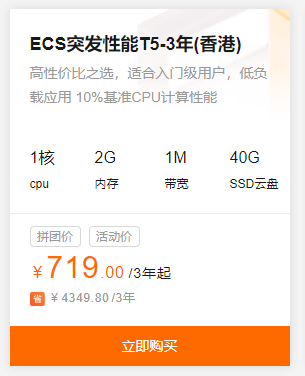 ECS突发性能T5-3年(香港)
高性价比之选，适合入门级用户，低负
载应用 10%基准CPU计算性能
1核 2G 1M 40G
cpu 内存 带宽 SSD云盘
拼团价 活动价
￥719.00 /3年起
省 ￥4349.80/3年
立即购买